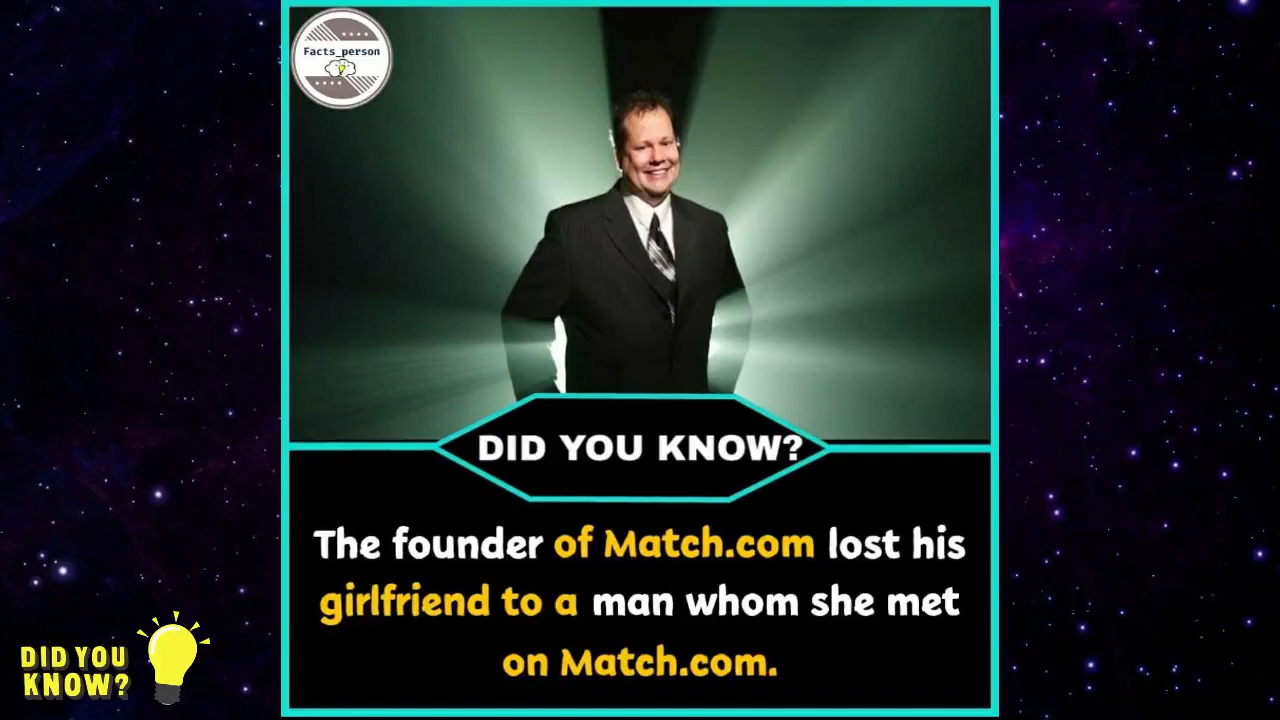 Facts_person
DID YOU KNOW?
The founder of Match.com lost his
girlfriend to a man whom she met
on Match.com.
DID YOU
KNOW?